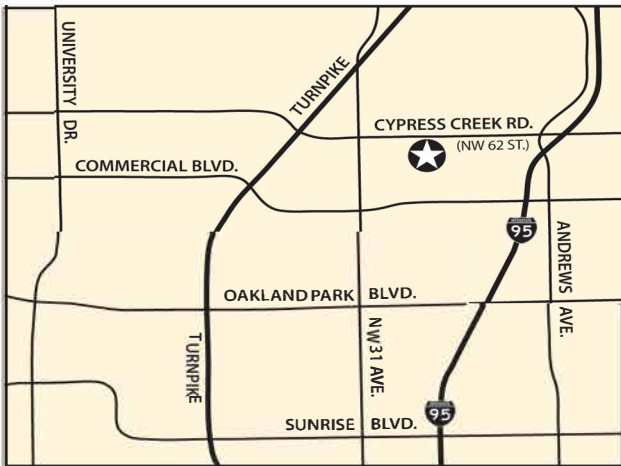 UNIVERSITY DR.
TURNPIKE
CYPRESS CREEK RD.
(NW 62 ST.)
COMMERCIAL BLVD.
95
ANDREWS AVE.
OAKLAND PARK BLVD.
TURNPIKE
NW31 AVE.
95
SUNRISE BLVD.